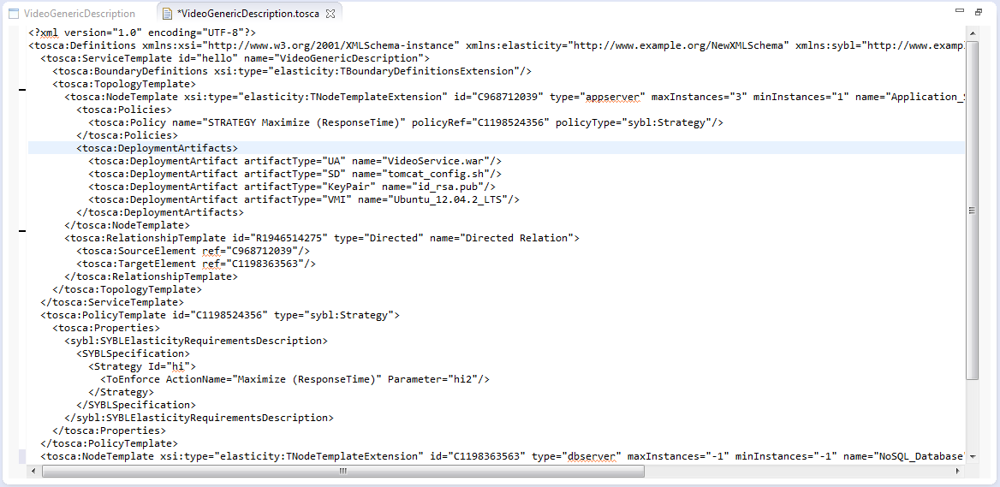 VideoGenericDescription *VideoGenericDescription.tosca
<?xml version="1.0" encoding="UTF-8"?>
<tosca:Definitions xmlns:xsi="http://www.w3.org/2001/XMLSchema-instance" xmlns:elasticity="http://www.example.org/NewXMLSchema" xmlns:sybl="http://www.exampl
<tosca:ServiceTemplate id="hello" name="VideoGenericDescription">
<tosca:BoundaryDefinitions xsi:type="elasticity:TBoundaryDefinitionsExtension"/>
<tosca:TopologyTemplate>
<tosca:NodeTemplate xsi:type="elasticity:TNodeTemplateExtension" id="C968712039" type="appserver" maxInstances="3" minInstances="1" name="Application_S
<tosca:Policies>
<tosca:Policy name="STRATEGY Maximize (ResponseTime)" policyRef="C1198524356" policyType="sybl:Strategy"/>
</tosca:Policies>
<tosca:DeploymentArtifacts>
<tosca:DeploymentArtifact artifactType="UA" name="VideoService.war"/>
<tosca:DeploymentArtifact artifactType="SD" name="tomcat_config.sh"/>
<tosca:DeploymentArtifact artifactType="KeyPair" name="id_rsa.pub"/>
<tosca:DeploymentArtifact artifactType="VMI" name="Ubuntu_12.04.2_LTS"/>
</tosca:DeploymentArtifacts>
</tosca:NodeTemplate>
<tosca:RelationshipTemplate id="R1946514275" type="Directed" name="Directed Relation">
<tosca:SourceElement ref="C968712039"/>
<tosca:TargetElement ref="C1198363563"/>
</tosca:RelationshipTemplate>
</tosca:TopologyTemplate>
</tosca:ServiceTemplate>
<tosca:PolicyTemplate id="C1198524356" type="sybl:Strategy">
<tosca:Properties>
<sybl:SYBLElasticityRequirementsDescription>
<SYBLSpecification>
<Strategy Id="hi">
<ToEnforce ActionName="Maximize (ResponseTime)" Parameter="hi2"/>
</Strategy>
</SYBLSpecification>
</sybl:SYBLElasticityRequirementsDescription>
</tosca:Properties>
</tosca:PolicyTemplate>
<tosca:NodeTemplate xsi:type="elasticity:TNodeTemplateExtension" id="C1198363563" type="dbserver" maxInstances="-1" minInstances="-1" name="NoSQL_Database"